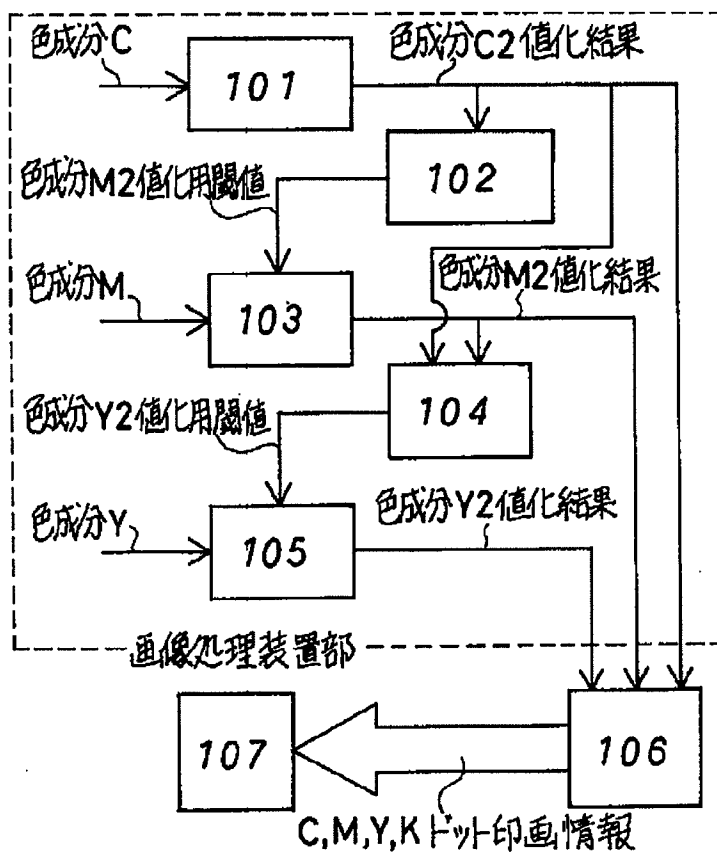 色成分C
色成分C2値化結果
101
102
色成分M2値化用閾値
色成分M
色成分M2値化結果
103
104
色成分Y2値化用閾値
色成分Y
色成分Y2値化結果
105
画像処理装置部
107
106
C,M,Y,Kドット印画情報